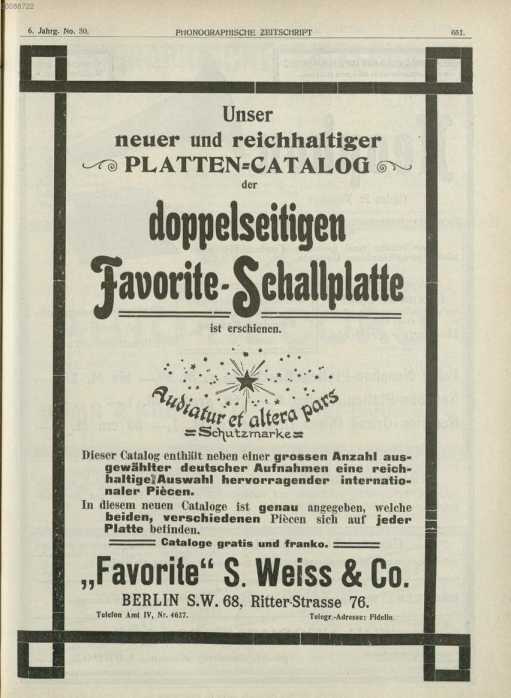 00088722
6. Jahrg. No. 30.
PHONOGRAPHISCHE ZEITSCHRIFT
651.
Unser
neuer und reichhaltiger
PLATTEN=CATALOG
der
doppelseitigen
Favorite-Schallplatte
ist erschienen.
Audiatur et altera pars
=Schutzmarke=
Dieser Catalog enthält neben einer grossen Anzahl aus-
gewählter deutscher Aufnahmen eine reich-
haltige Auswahl hervorragender internatio-
naler Piècen.
In diesem neuen Cataloge ist genau angegeben, welche
beiden, verschiedenen Piècen sich auf jeder
Platte befinden.
Cataloge gratis und franko.
„Favorite“ S. Weiss & Co.
BERLIN S.W. 68, Ritter-Strasse 76.
Telefon Amt IV, Nr. 4627.
Telegr.-Adresse: Fidelio.